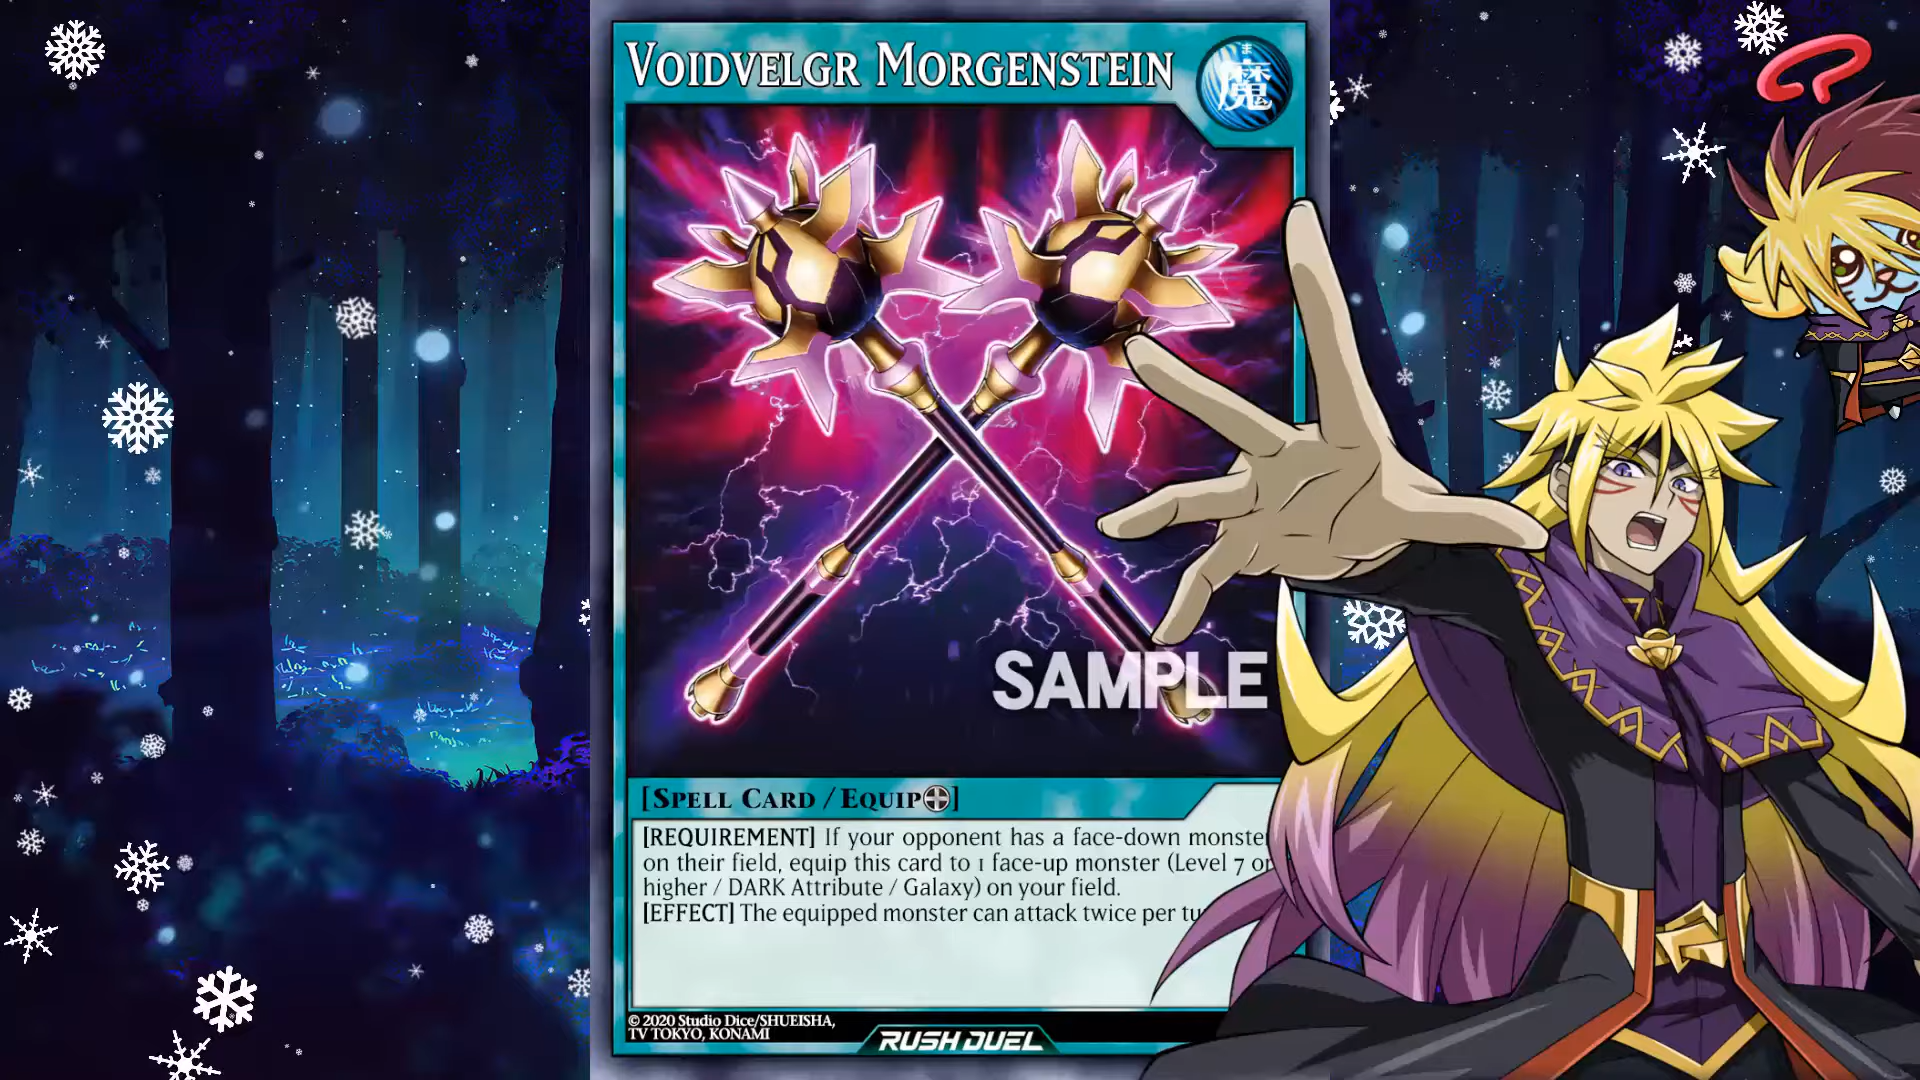 VOIDVELGR MORGENSTEIN
ま
魔
SAMPLE
[SPELL CARD / EQUIP]
[REQUIREMENT] If your opponent has a face-down
on their field, equip this card to 1 face-up monster (Level 7 or
higher / DARK Attribute / Galaxy) on your field.
[EFFECT] The equipped monster can attack twice per
© 2020 Studio Dice/SHUEISHA,
TV TOKYO, KONAMI
RUSH DUEL